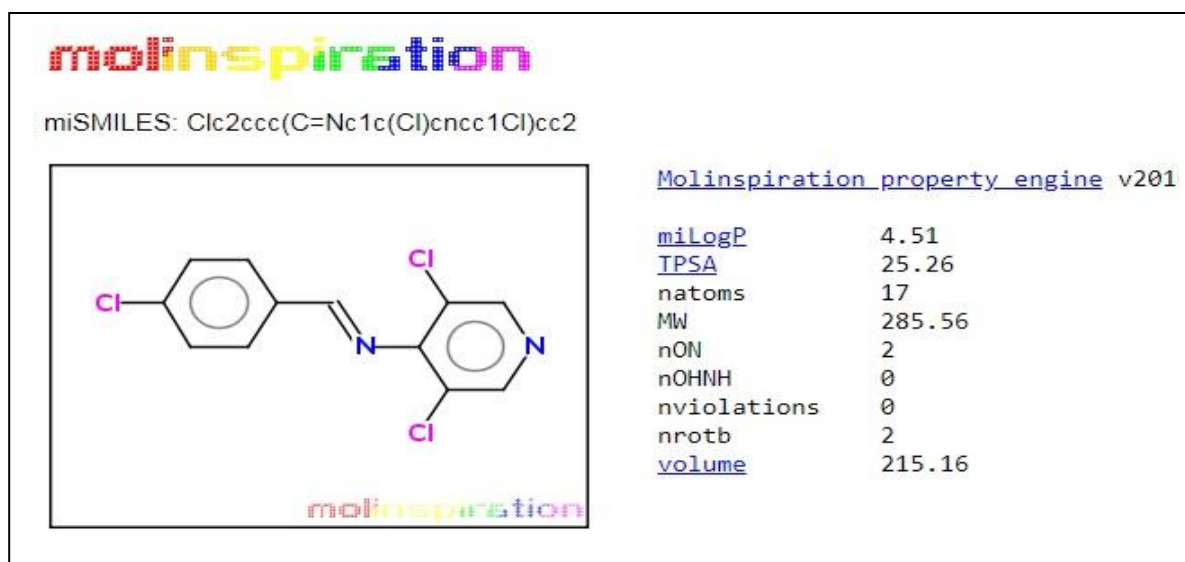 molinspiration
miSMILES: Clc2ccc(C=Nc1c(Cl)cncc1Cl)cc2
Cl
Cl
N
N
Cl
molinspiration
Molinspiration property engine v201
miLogP 4.51
TPSA 25.26
natoms 17
MW 285.56
nON 2
nOHNH 0
nviolations 0
nrotb 2
volume 215.16